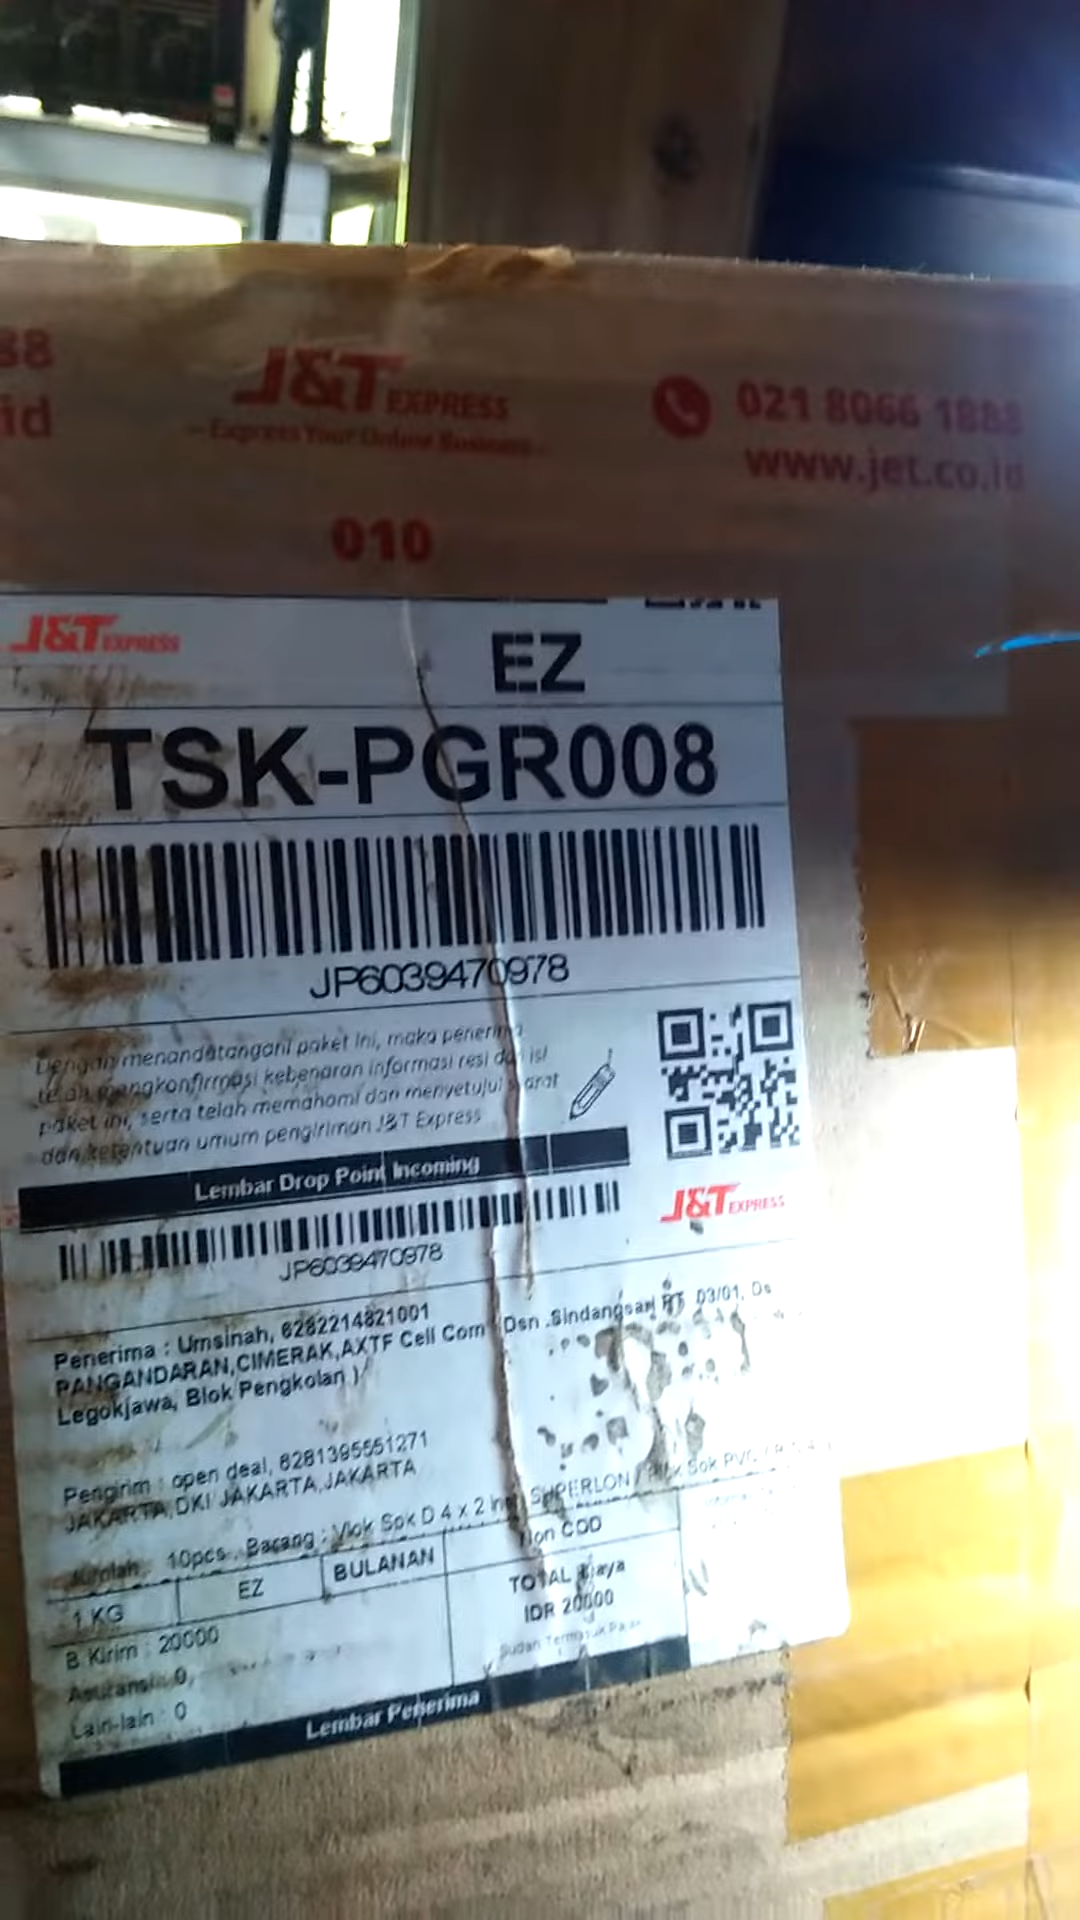 88
id
J&T EXPRESS
Express Your Online Business
021 8066 1888
www.jet.co.id
010
J&T EXPRESS
EZ
TSK-PGR008
JP6039470978
Dengan menandatangani paket ini, maka penerima
telah mengkonfirmasi kebenaran informasi resi dan isi
paket ini, serta telah memahami dan menyetujui syarat
dan ketentuan umum pengiriman J&T Express
Lembar Drop Point Incoming
J&T EXPRESS
JP6039470978
Penerima : Umsinah, 6282214821001
PANGANDARAN,CIMERAK,AXTF Cell Com Dsn .Sindangsari RT 03/01, Ds
Legokjawa, Blok Pengkolan )
Pengirim : open deal, 6281395551271
JAKARTA,DKI JAKARTA,JAKARTA
Jumlah : 10pcs , Barang : Vlok Sok D 4 x 2 Inch SUPERLON / Vlok Sok PVC
1 KG
EZ
BULANAN
Non COD
B Kirim : 20000
Asuransi : 0
Lain-lain : 0
TOTAL Biaya
IDR 20000
Sudah Termasuk Pajak
Lembar Penerima